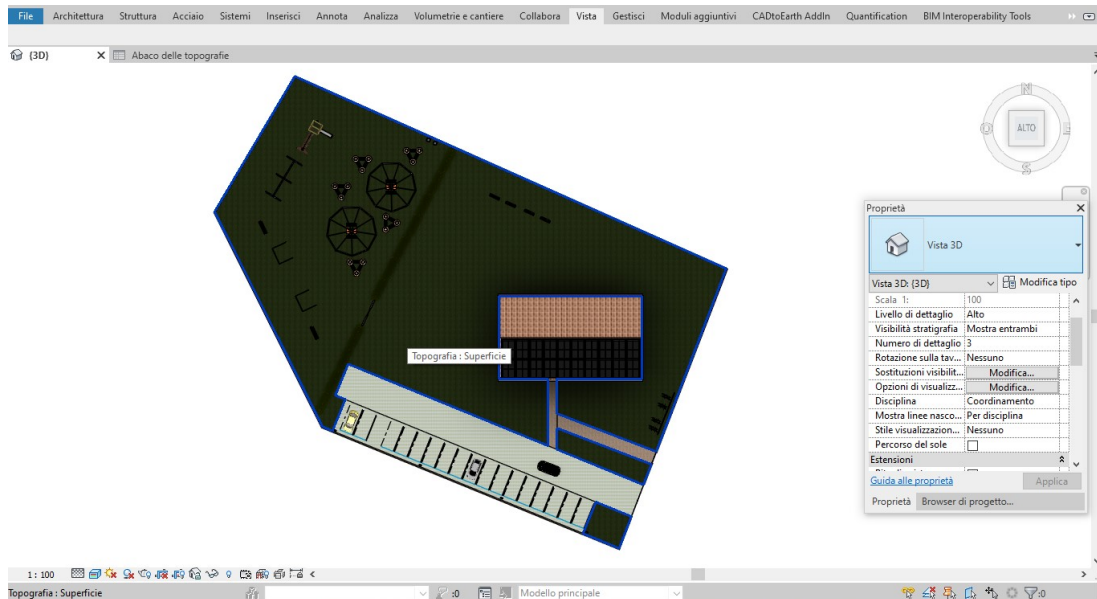 File Architettura Struttura Acciaio Sistemi Inserisci Annota Analizza Volumetrie e cantiere Collabora Vista Gestisci Moduli aggiuntivi CADtoEarth AddIn Quantification BIM Interoperability Tools
{3D} Abaco delle topografie
N
O ALTO E
S
Proprietà
Vista 3D
Vista 3D: {3D} Modifica tipo
Scala 1: 100
Livello di dettaglio Alto
Visibilità stratigrafia Mostra entrambi
Numero di dettaglio 3
Rotazione sulla tav... Nessuno
Sostituzioni visibilit... Modifica...
Opzioni di visualizz... Modifica...
Disciplina Coordinamento
Mostra linee nasco... Per disciplina
Stile visualizzazion... Nessuno
Percorso del sole
Estensioni
Guida alle proprietà Applica
Proprietà Browser di progetto...
Topografia : Superficie
1 : 100
Topografia : Superficie :0 Modello principale :0